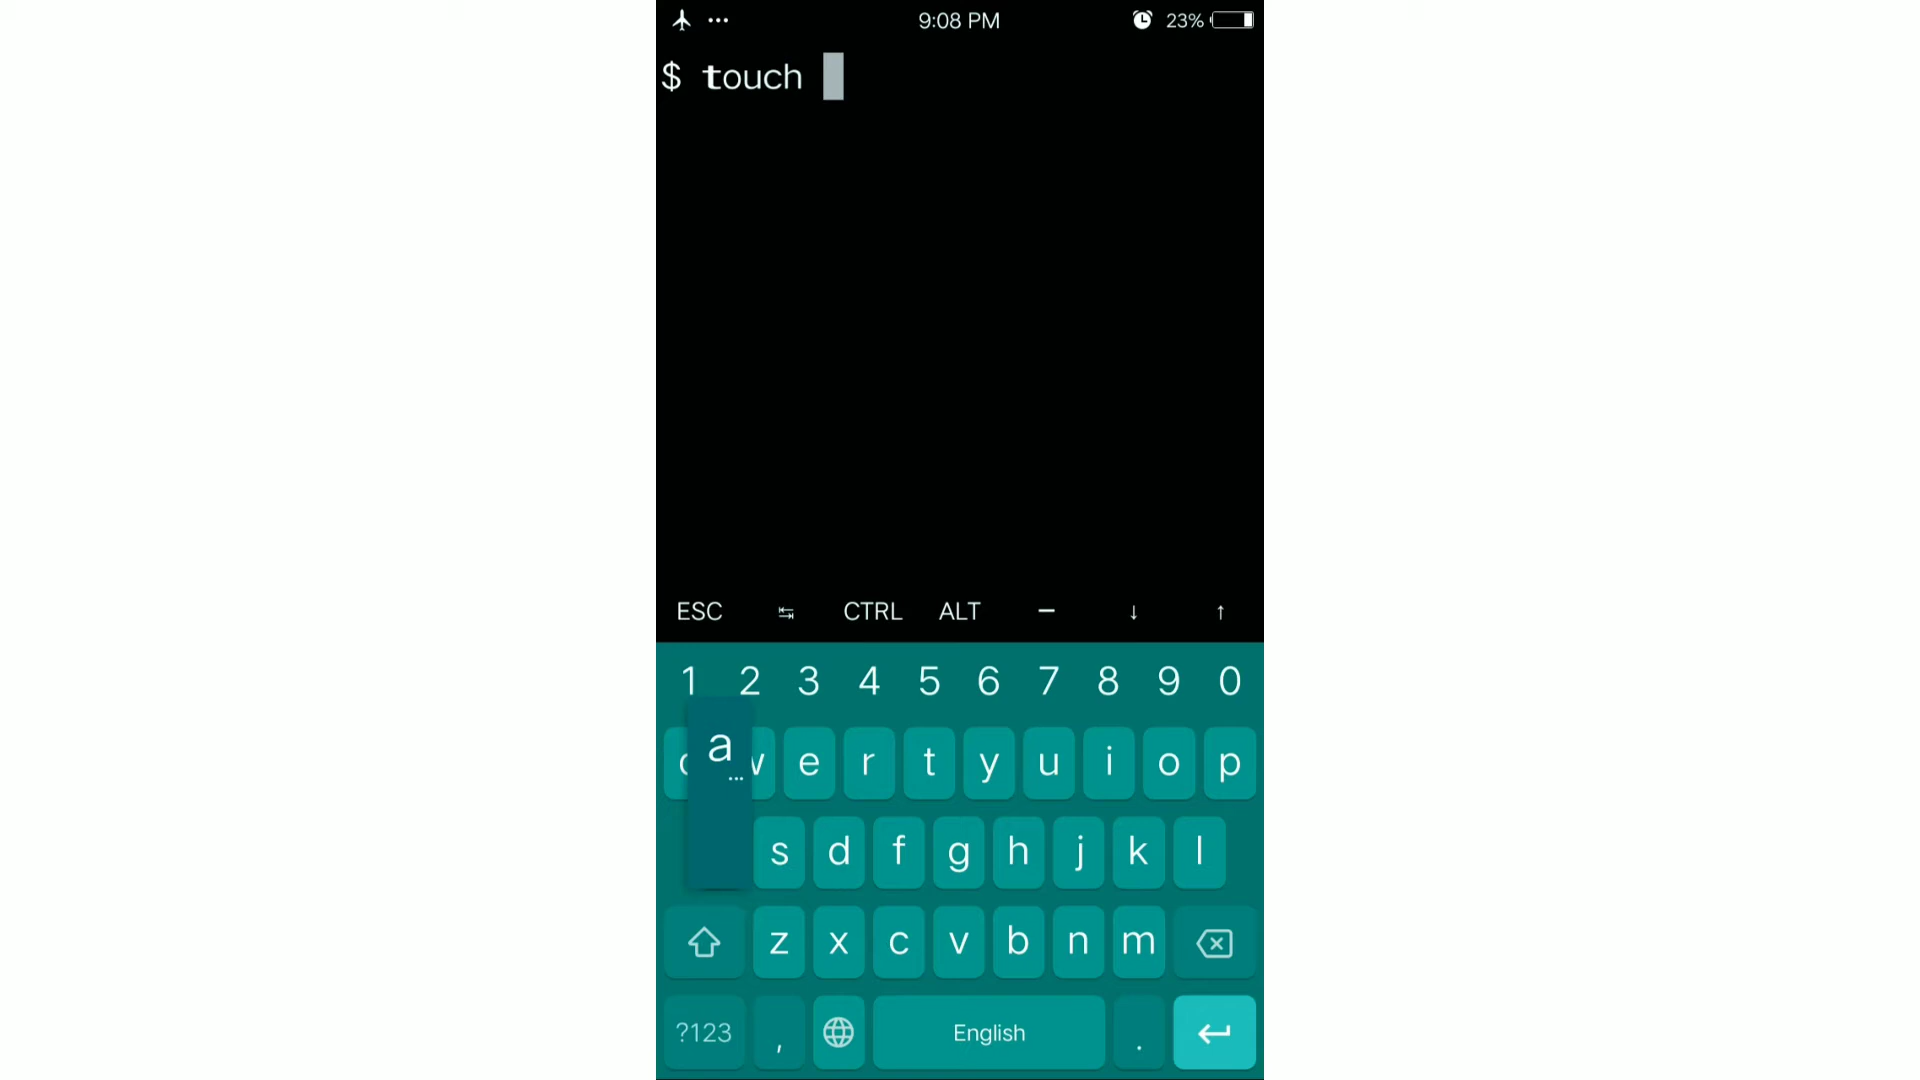 9:08 PM 23%
$ touch
ESC ↹ CTRL ALT — ↓ ↑
1 2 3 4 5 6 7 8 9 0
a
e r t y u i o p
s d f g h j k l
z x c v b n m
?123 , English .